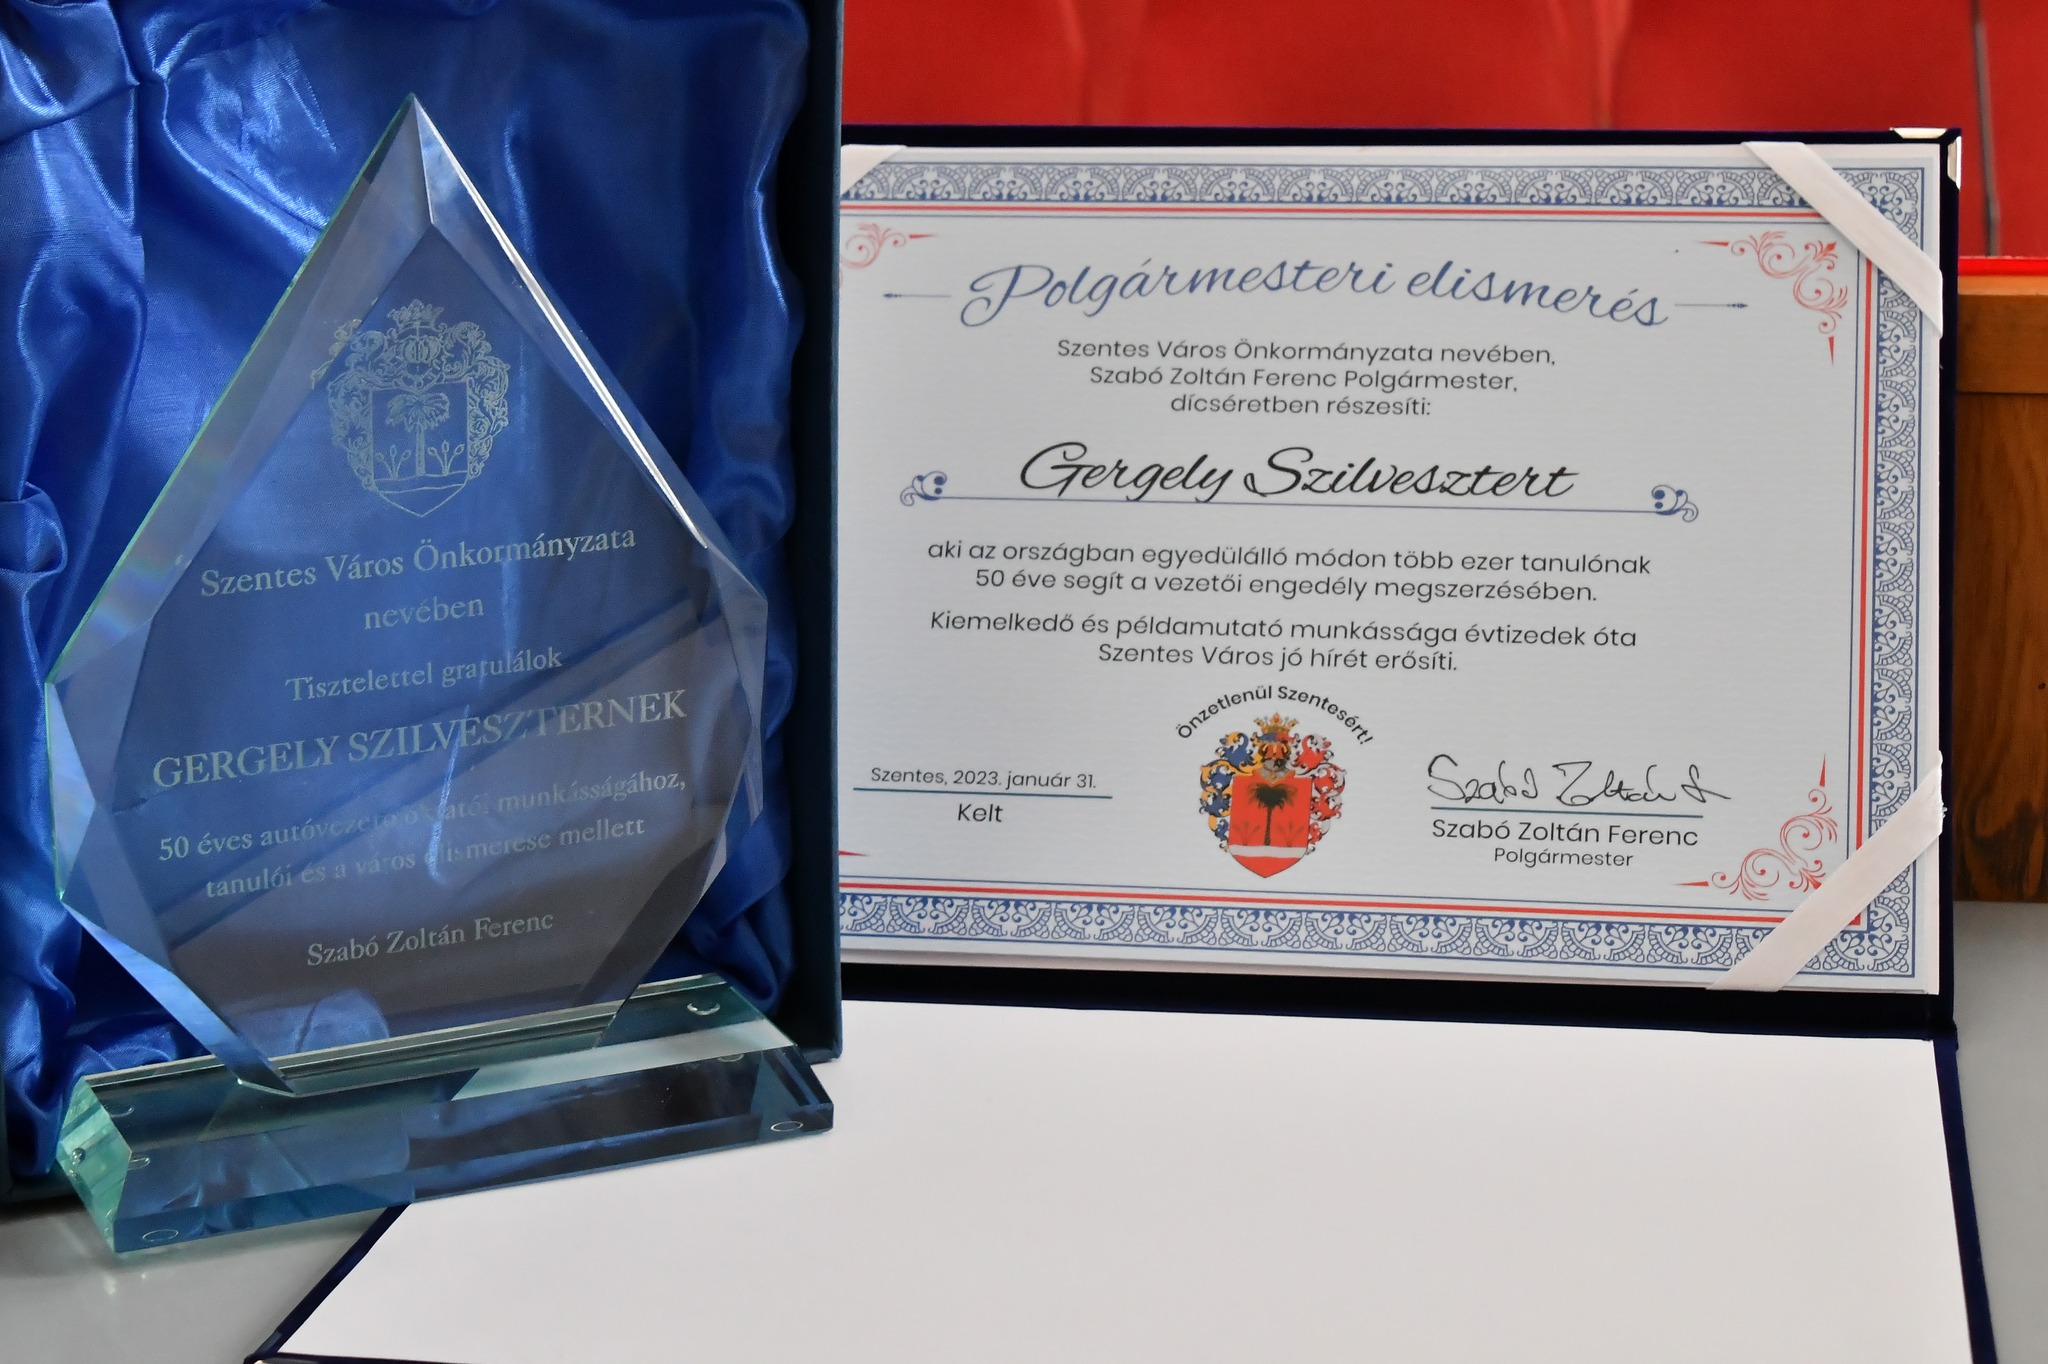 Szentes Város Önkormányzata
nevében
Tisztelettel gratulálok
GERGELY SZILVESZTERNEK
50 éves autóvezető oktatói munkásságához,
tanulói és a város elismerese mellett
Szabó Zoltán Ferenc
Polgármesteri elismerés
Szentes Város Önkormányzata nevében,
Szabó Zoltán Ferenc Polgármester,
dícséretben részesíti:
Gergely Szilvesztert
aki az országban egyedülálló módon több ezer tanulónak
50 éve segít a vezetői engedély megszerzésében.
Kiemelkedő és példamutató munkássága évtizedek óta
Szentes Város jó hírét erősíti.
Önzetlenül Szentesért!
Szentes, 2023. január 31.
Kelt
Szabó Zoltán F
Szabó Zoltán Ferenc
Polgármester